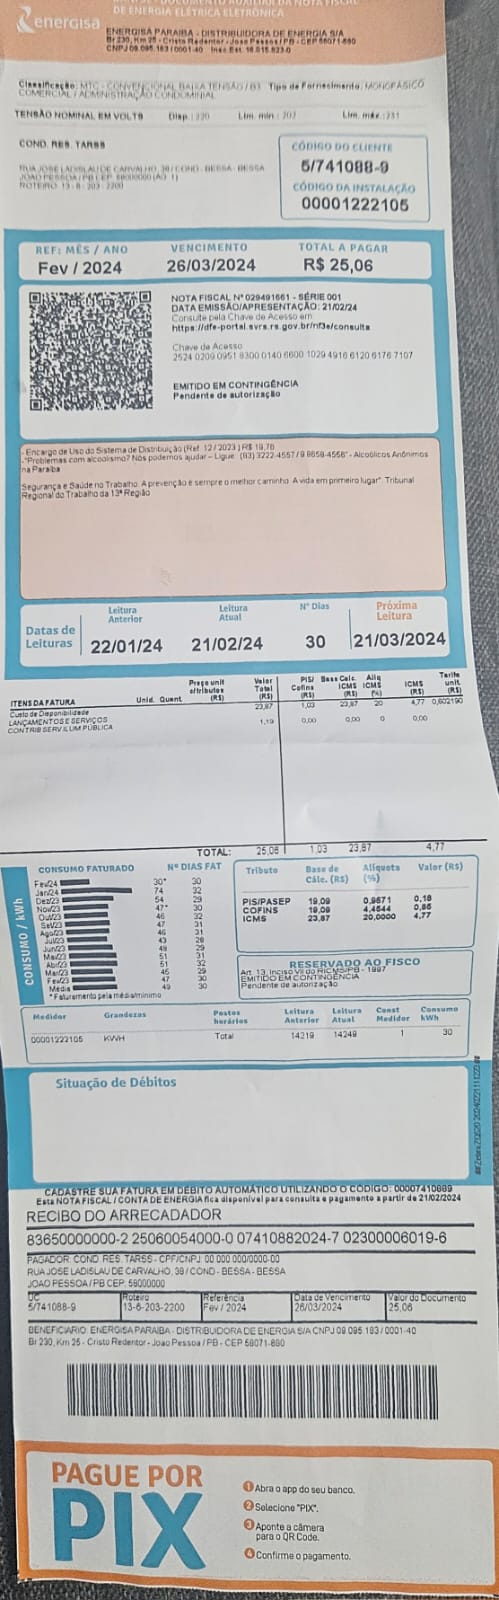 DE ENERGIA ELÉTRICA ELETRÔNICA
energisa
ENERGISA PARAIBA - DISTRIBUIDORA DE ENERGIA S/A
Br 230, Km 25 - Cristo Redentor - Joao Pessoa / PB - CEP 58071-680
CNPJ 09.095.183/0001-40 Insc.Est. 16.015.823-0
Classificação: MTC - CONVENCIONAL BAIXA TENSÃO / B3 Tipo de Fornecimento: MONOFÁSICO
COMERCIAL / ADMINISTRAÇÃO CONDOMINIAL
TENSÃO NOMINAL EM VOLTS Disp.: 220 Lim. min.: 202 Lim. máx.: 231
COND. RES. TARSS
RUA JOSE LADISLAU DE CARVALHO, 38 / COND - BESSA - BESSA
JOAO PESSOA / PB CEP: 58000000 (AG: 1)
ROTEIRO: 13 - 6 - 203 - 2200
CÓDIGO DO CLIENTE
5/741088-9
CÓDIGO DA INSTALAÇÃO
00001222105
REF: MÊS / ANO VENCIMENTO TOTAL A PAGAR
Fev / 2024 26/03/2024 R$ 25,06
NOTA FISCAL Nº 029491661 - SÉRIE 001
DATA EMISSÃO/APRESENTAÇÃO: 21/02/24
Consulte pela Chave de Acesso em
https://dfe-portal.svrs.rs.gov.br/nf3e/consulta
Chave de Acesso
2524 0209 0951 8300 0140 6600 1029 4916 6120 6176 7107
EMITIDO EM CONTINGÊNCIA
Pendente de autorização
- Encargo de Uso do Sistema de Distribuição (Ref. 12 / 2023 ) R$ 19,76
-"Problemas com alcoolismo? Nós podemos ajudar – Ligue: (83) 3222-4557 / 9 8658-4556" - Alcoólicos Anônimos
na Paraíba
Segurança e Saúde no Trabalho. A prevenção é sempre o melhor caminho. A vida em primeiro lugar". Tribunal
Regional do Trabalho da 13ª Região
Datas de Leituras
Leitura Anterior Leitura Atual Nº Dias Próxima Leitura
22/01/24 21/02/24 30 21/03/2024
ITENS DA FATURA Unid. Quant. Preço unit c/tributos (R$) Valor Total (R$) PIS/ Cofins (R$) Base Calc. ICMS (R$) Aliq ICMS (%) ICMS (R$) Tarifa unit. (R$)
Custo de Disponibilidade 23,87 1,03 23,87 20 4,77 0,602190
LANÇAMENTOS E SERVIÇOS
CONTRIB SERV ILUM PÚBLICA 1,19 0,00 0,00 0 0,00
TOTAL: 25,06 1,03 23,87 4,77
CONSUMO / kWh
CONSUMO FATURADO Nº DIAS FAT
Fev/24 30* 30
Jan/24 74 32
Dez/23 54 29
Nov/23 47* 30
Out/23 46 32
Set/23 47 31
Ago/23 46 31
Jul/23 43 28
Jun/23 49 29
Mai/23 51 31
Abr/23 51 32
Mar/23 45 29
Fev/23 47 30
Média 49 30
* Faturamento pela média/mínimo
Tributo Base de Cálc. (R$) Alíquota (%) Valor (R$)
PIS/PASEP 19,09 0,9671 0,18
COFINS 19,09 4,4544 0,85
ICMS 23,87 20,0000 4,77
RESERVADO AO FISCO
Art. 13, Inciso VII do RICMS/PB - 1997
EMITIDO EM CONTINGÊNCIA
Pendente de autorização
Medidor Grandezas Postos horários Leitura Anterior Leitura Atual Const Medidor Consumo kWh
00001222105 KWH Total 14219 14249 1 30
Situação de Débitos
CADASTRE SUA FATURA EM DÉBITO AUTOMÁTICO UTILIZANDO O CÓDIGO: 00007410889
Esta NOTA FISCAL / CONTA DE ENERGIA fica disponível para consulta e pagamento a partir de 21/02/2024
RECIBO DO ARRECADADOR
83650000000-2 25060054000-0 07410882024-7 02300006019-6
PAGADOR: COND. RES. TARSS - CPF/CNPJ: 00.000.000/0000-00
RUA JOSE LADISLAU DE CARVALHO, 38 / COND - BESSA - BESSA
JOAO PESSOA / PB CEP: 58000000
UC Roteiro Referência Data de Vencimento Valor do Documento
5/741088-9 13-6-203-2200 Fev / 2024 26/03/2024 25,06
BENEFICIARIO: ENERGISA PARAIBA - DISTRIBUIDORA DE ENERGIA S/A CNPJ 09.095.183/0001-40
Br 230, Km 25 - Cristo Redentor - Joao Pessoa / PB - CEP 58071-680
PAGUE POR
PIX
1 Abra o app do seu banco.
2 Selecione "PIX".
3 Aponte a câmera
para o QR Code.
4 Confirme o pagamento.